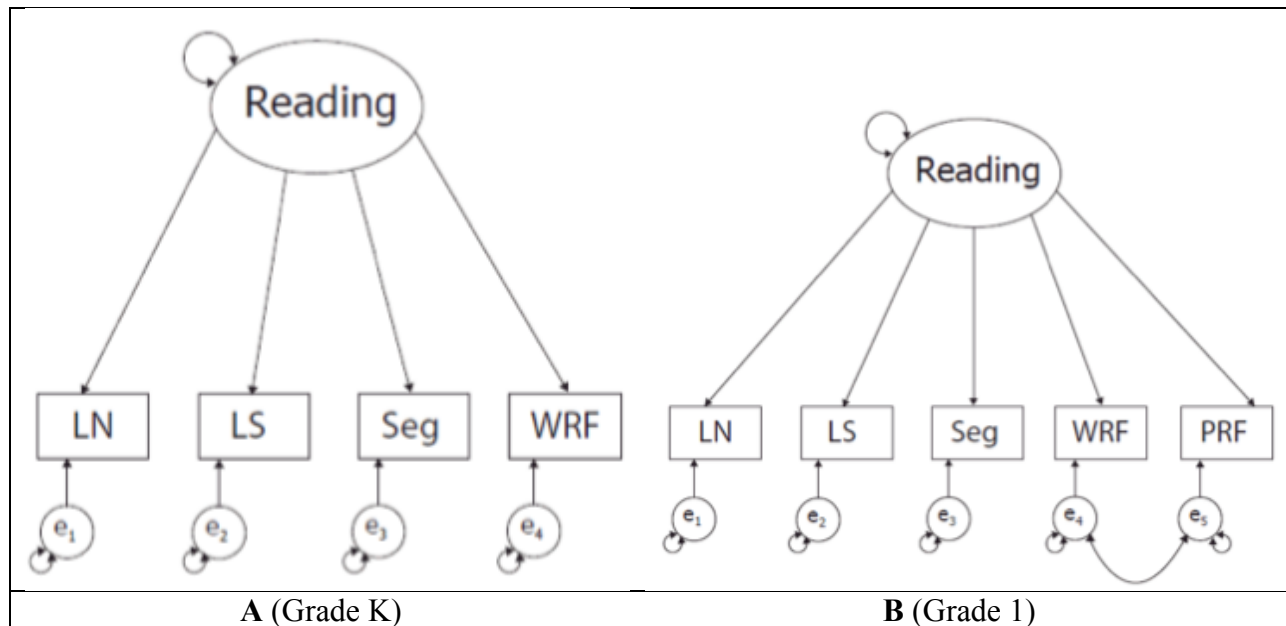 Reading
LN LS Seg WRF
e₁ e₂ e₃ e₄
A (Grade K)
Reading
LN LS Seg WRF PRF
e₁ e₂ e₃ e₄ e₅
B (Grade 1)